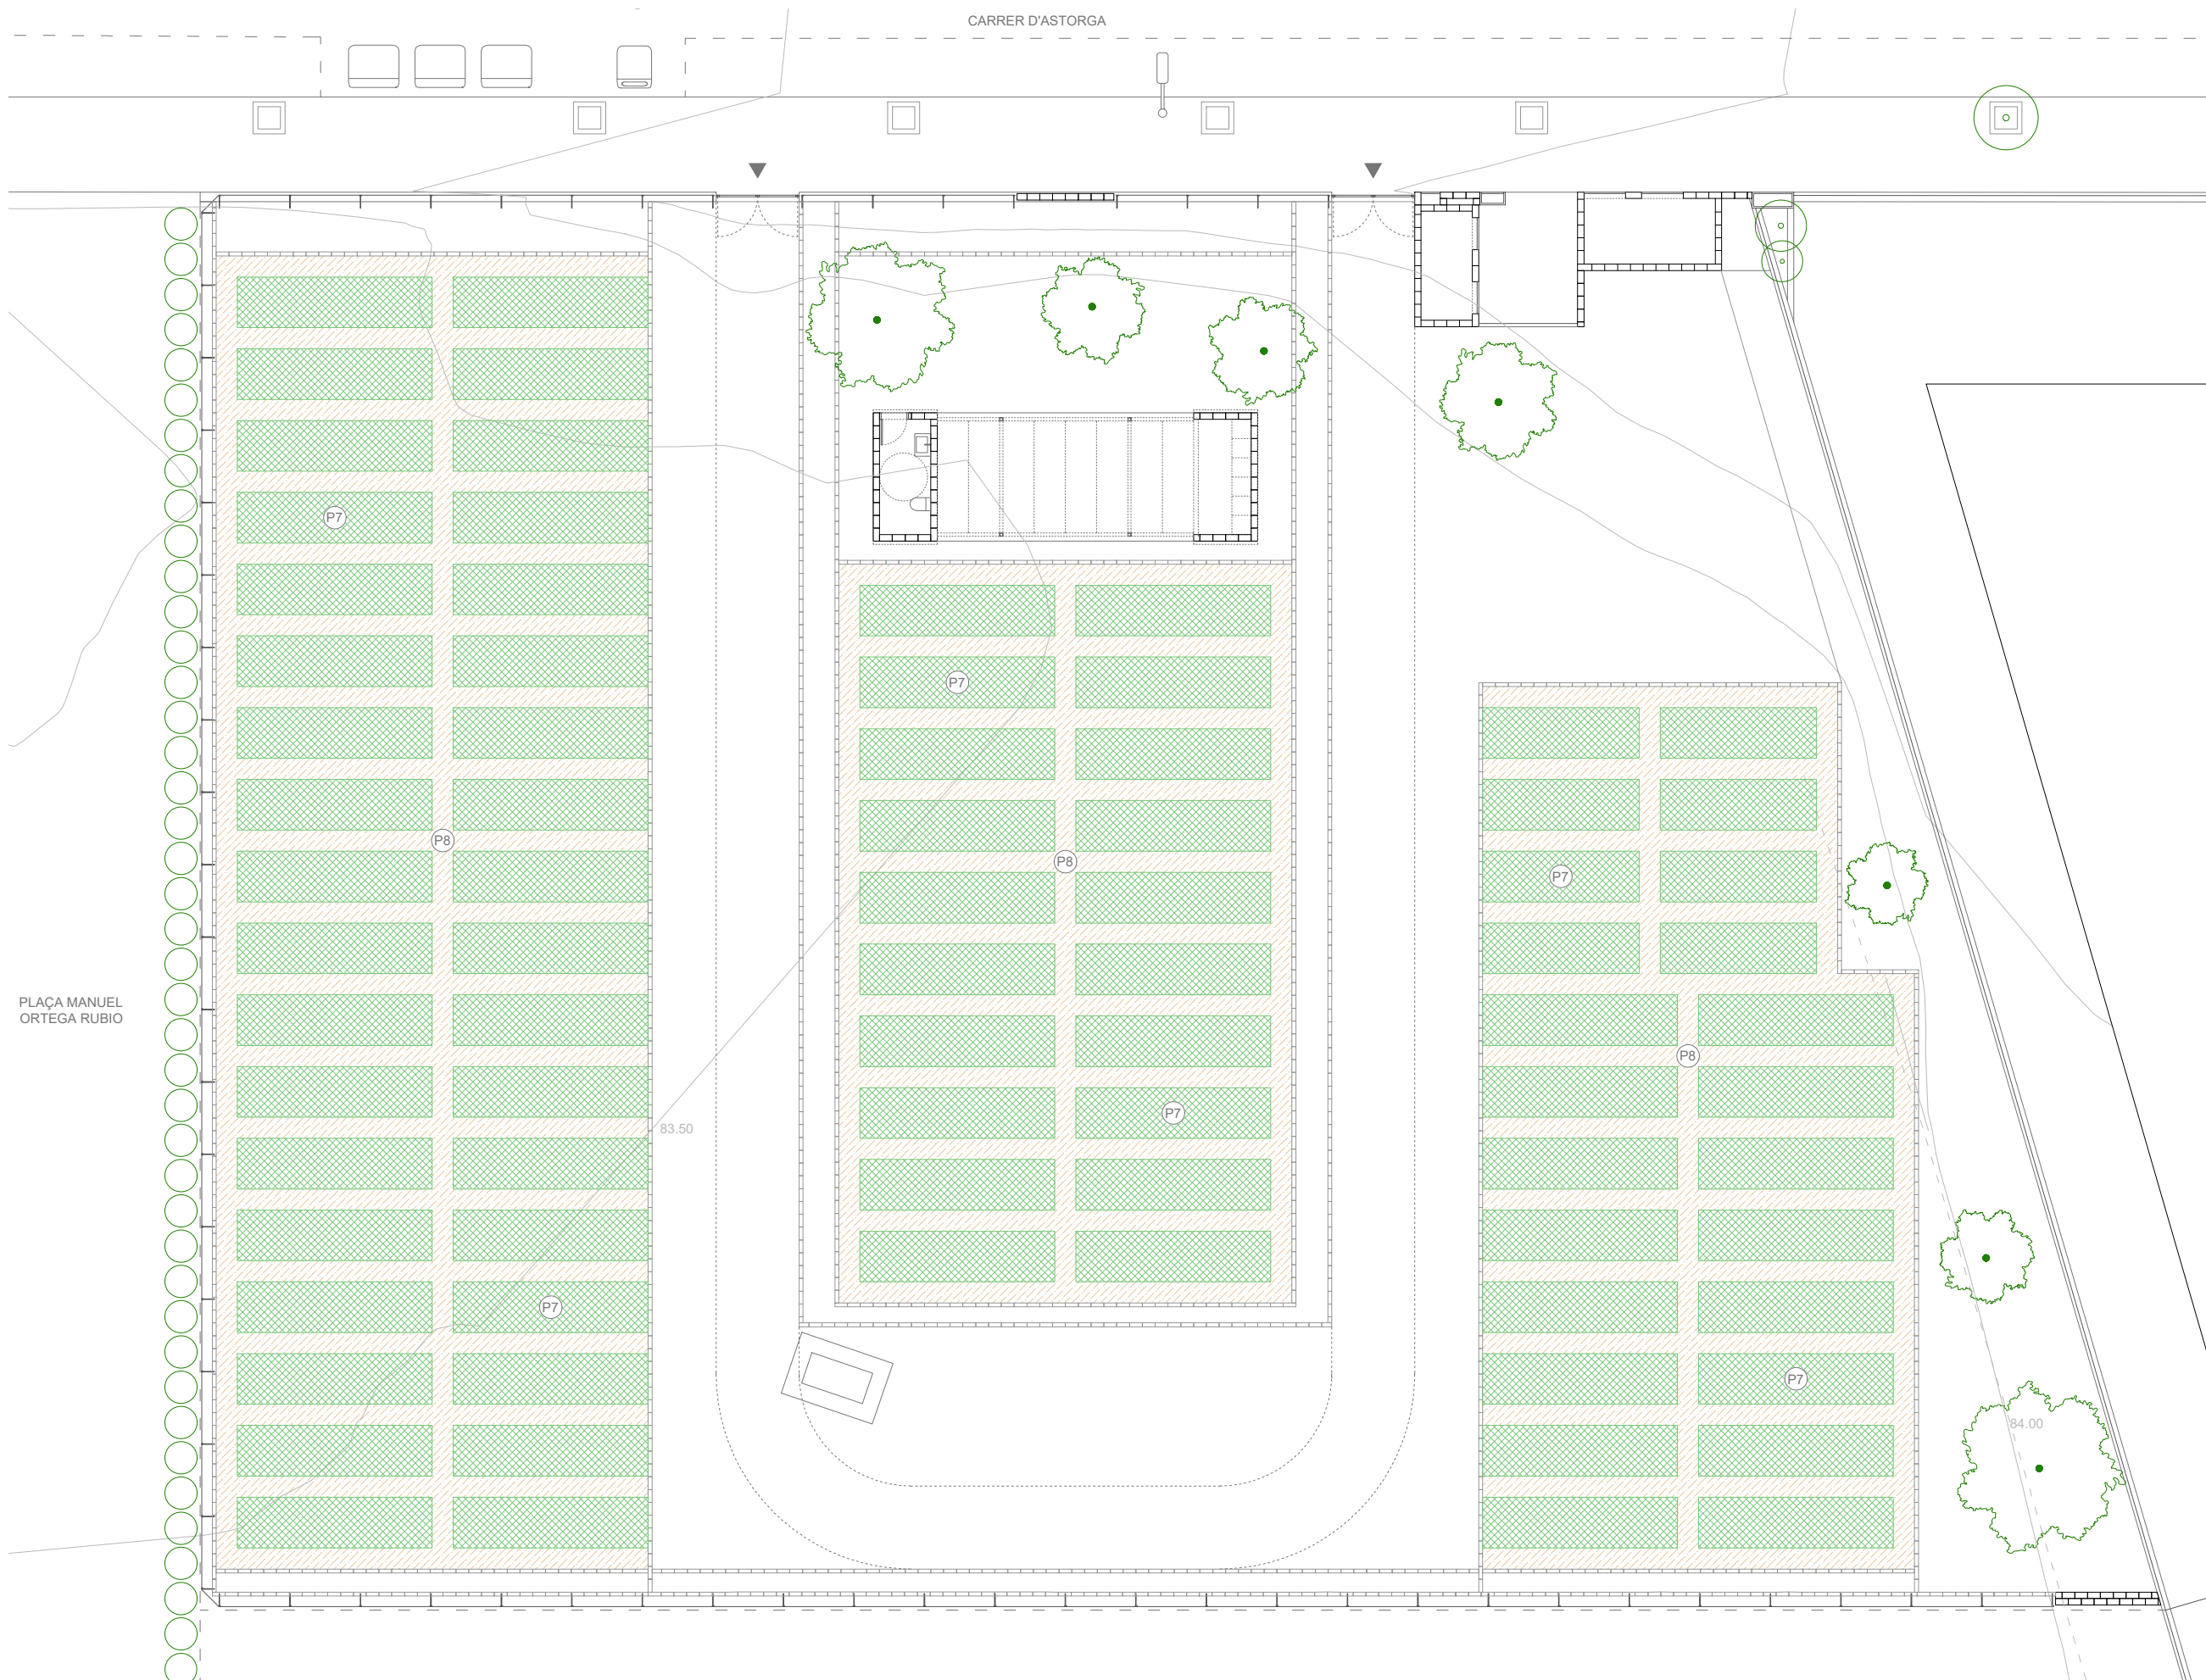 CARRER D'ASTORGA
P7
P7
P8
P8
P7
PLAÇA MANUEL
ORTEGA RUBIO
P8
P7
83.50
P7
P7
84.00